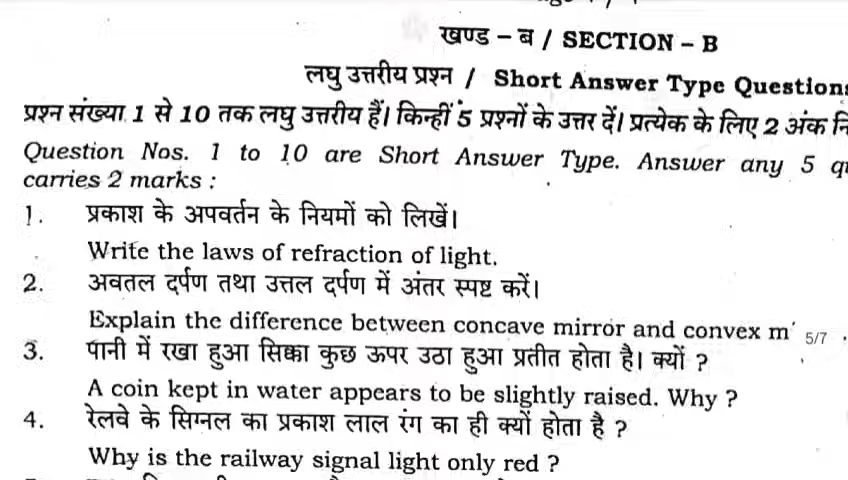 खण्ड – ब / SECTION – B
लघु उत्तरीय प्रश्न / Short Answer Type Questions
प्रश्न संख्या 1 से 10 तक लघु उत्तरीय हैं। किन्हीं 5 प्रश्नों के उत्तर दें। प्रत्येक के लिए 2 अंक नि
Question Nos. 1 to 10 are Short Answer Type. Answer any 5 qu
carries 2 marks :
1. प्रकाश के अपवर्तन के नियमों को लिखें।
Write the laws of refraction of light.
2. अवतल दर्पण तथा उत्तल दर्पण में अंतर स्पष्ट करें।
Explain the difference between concave mirror and convex m 5/7
3. पानी में रखा हुआ सिक्का कुछ ऊपर उठा हुआ प्रतीत होता है। क्यों ?
A coin kept in water appears to be slightly raised. Why ?
4. रेलवे के सिग्नल का प्रकाश लाल रंग का ही क्यों होता है ?
Why is the railway signal light only red ?